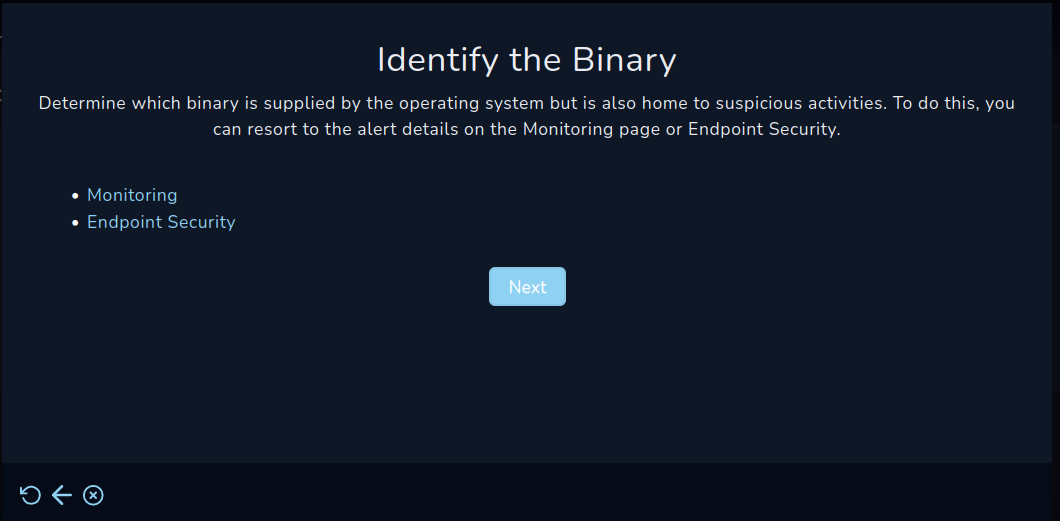 Identify the Binary
Determine which binary is supplied by the operating system but is also home to suspicious activities. To do this, you
can resort to the alert details on the Monitoring page or Endpoint Security.
• Monitoring
• Endpoint Security
Next